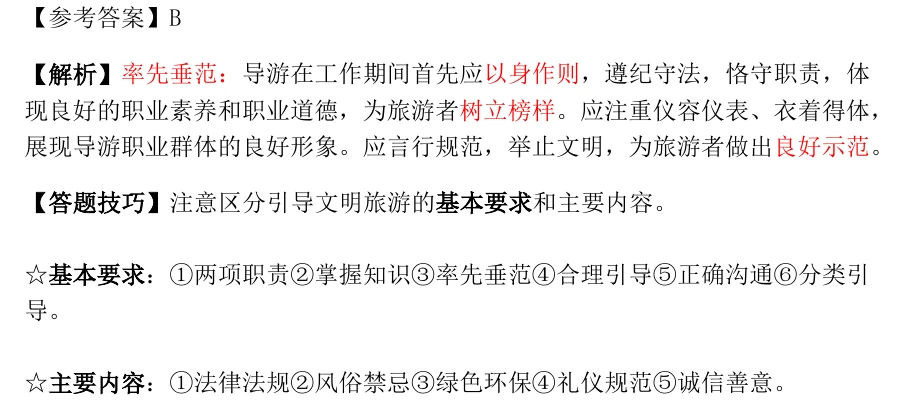 【参考答案】B
【解析】率先垂范：导游在工作期间首先应以身作则，遵纪守法，恪守职责，体
现良好的职业素养和职业道德，为旅游者树立榜样。应注重仪容仪表、衣着得体，
展现导游职业群体的良好形象。应言行规范，举止文明，为旅游者做出良好示范。
【答题技巧】注意区分引导文明旅游的基本要求和主要内容。
☆基本要求：①两项职责②掌握知识③率先垂范④合理引导⑤正确沟通⑥分类引
导。
☆主要内容：①法律法规②风俗禁忌③绿色环保④礼仪规范⑤诚信善意。